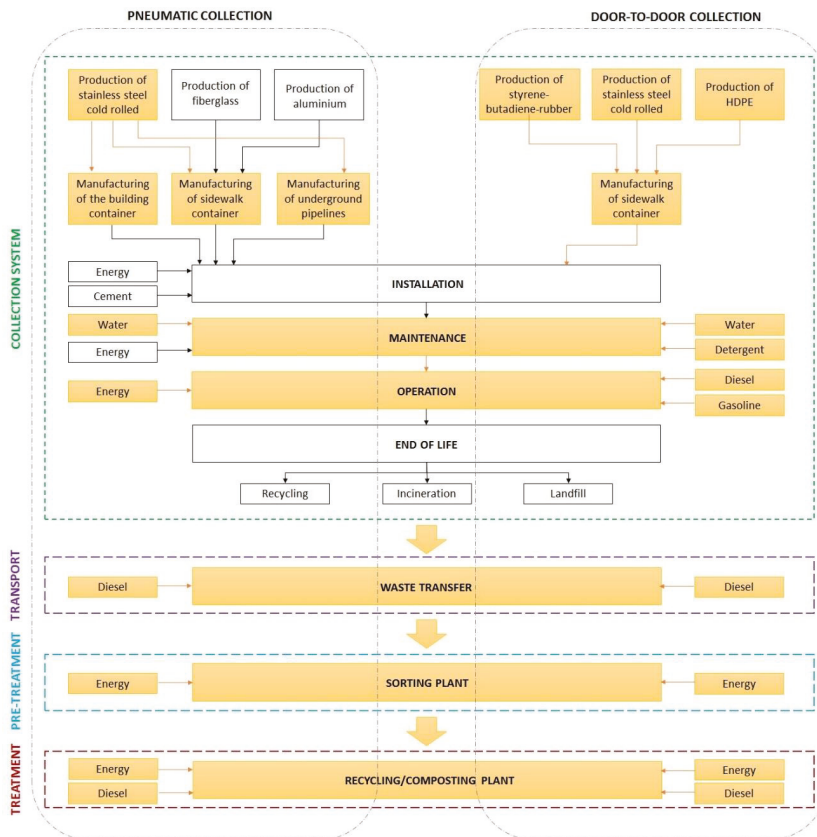 PNEUMATIC COLLECTION
DOOR-TO-DOOR COLLECTION
COLLECTION SYSTEM
Production of
stainless steel
cold rolled
Production of
fiberglass
Production of
aluminium
Production of
styrene-
butadiene-rubber
Production of
stainless steel
cold rolled
Production of
HDPE
Manufacturing
of the building
container
Manufacturing
of sidewalk
container
Manufacturing
of underground
pipelines
Manufacturing
of sidewalk
container
Energy
Cement
INSTALLATION
Water
Energy
MAINTENANCE
Water
Detergent
Energy
OPERATION
Diesel
Gasoline
END OF LIFE
Recycling
Incineration
Landfill
TRANSPORT
Diesel
WASTE TRANSFER
Diesel
PRE-TREATMENT
Energy
SORTING PLANT
Energy
TREATMENT
Energy
Diesel
RECYCLING/COMPOSTING PLANT
Energy
Diesel